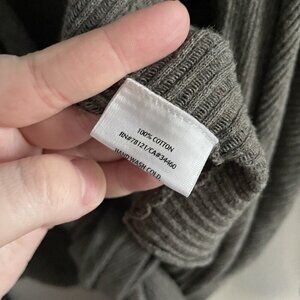 100% COTTON
RN#78121/CA#34460
HAND WASH COLD